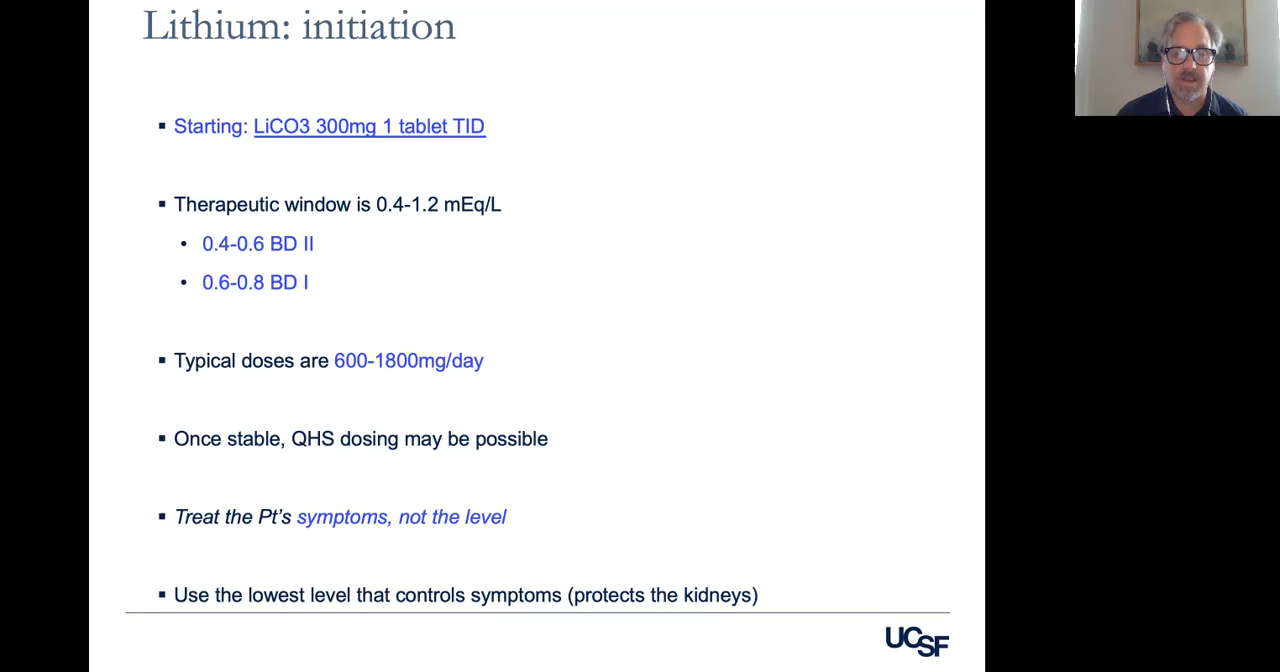 Lithium: initiation
▪ Starting: LiCO3 300mg 1 tablet TID
▪ Therapeutic window is 0.4-1.2 mEq/L
• 0.4-0.6 BD II
• 0.6-0.8 BD I
▪ Typical doses are 600-1800mg/day
▪ Once stable, QHS dosing may be possible
▪ Treat the Pt’s symptoms, not the level
▪ Use the lowest level that controls symptoms (protects the kidneys)
UCSF